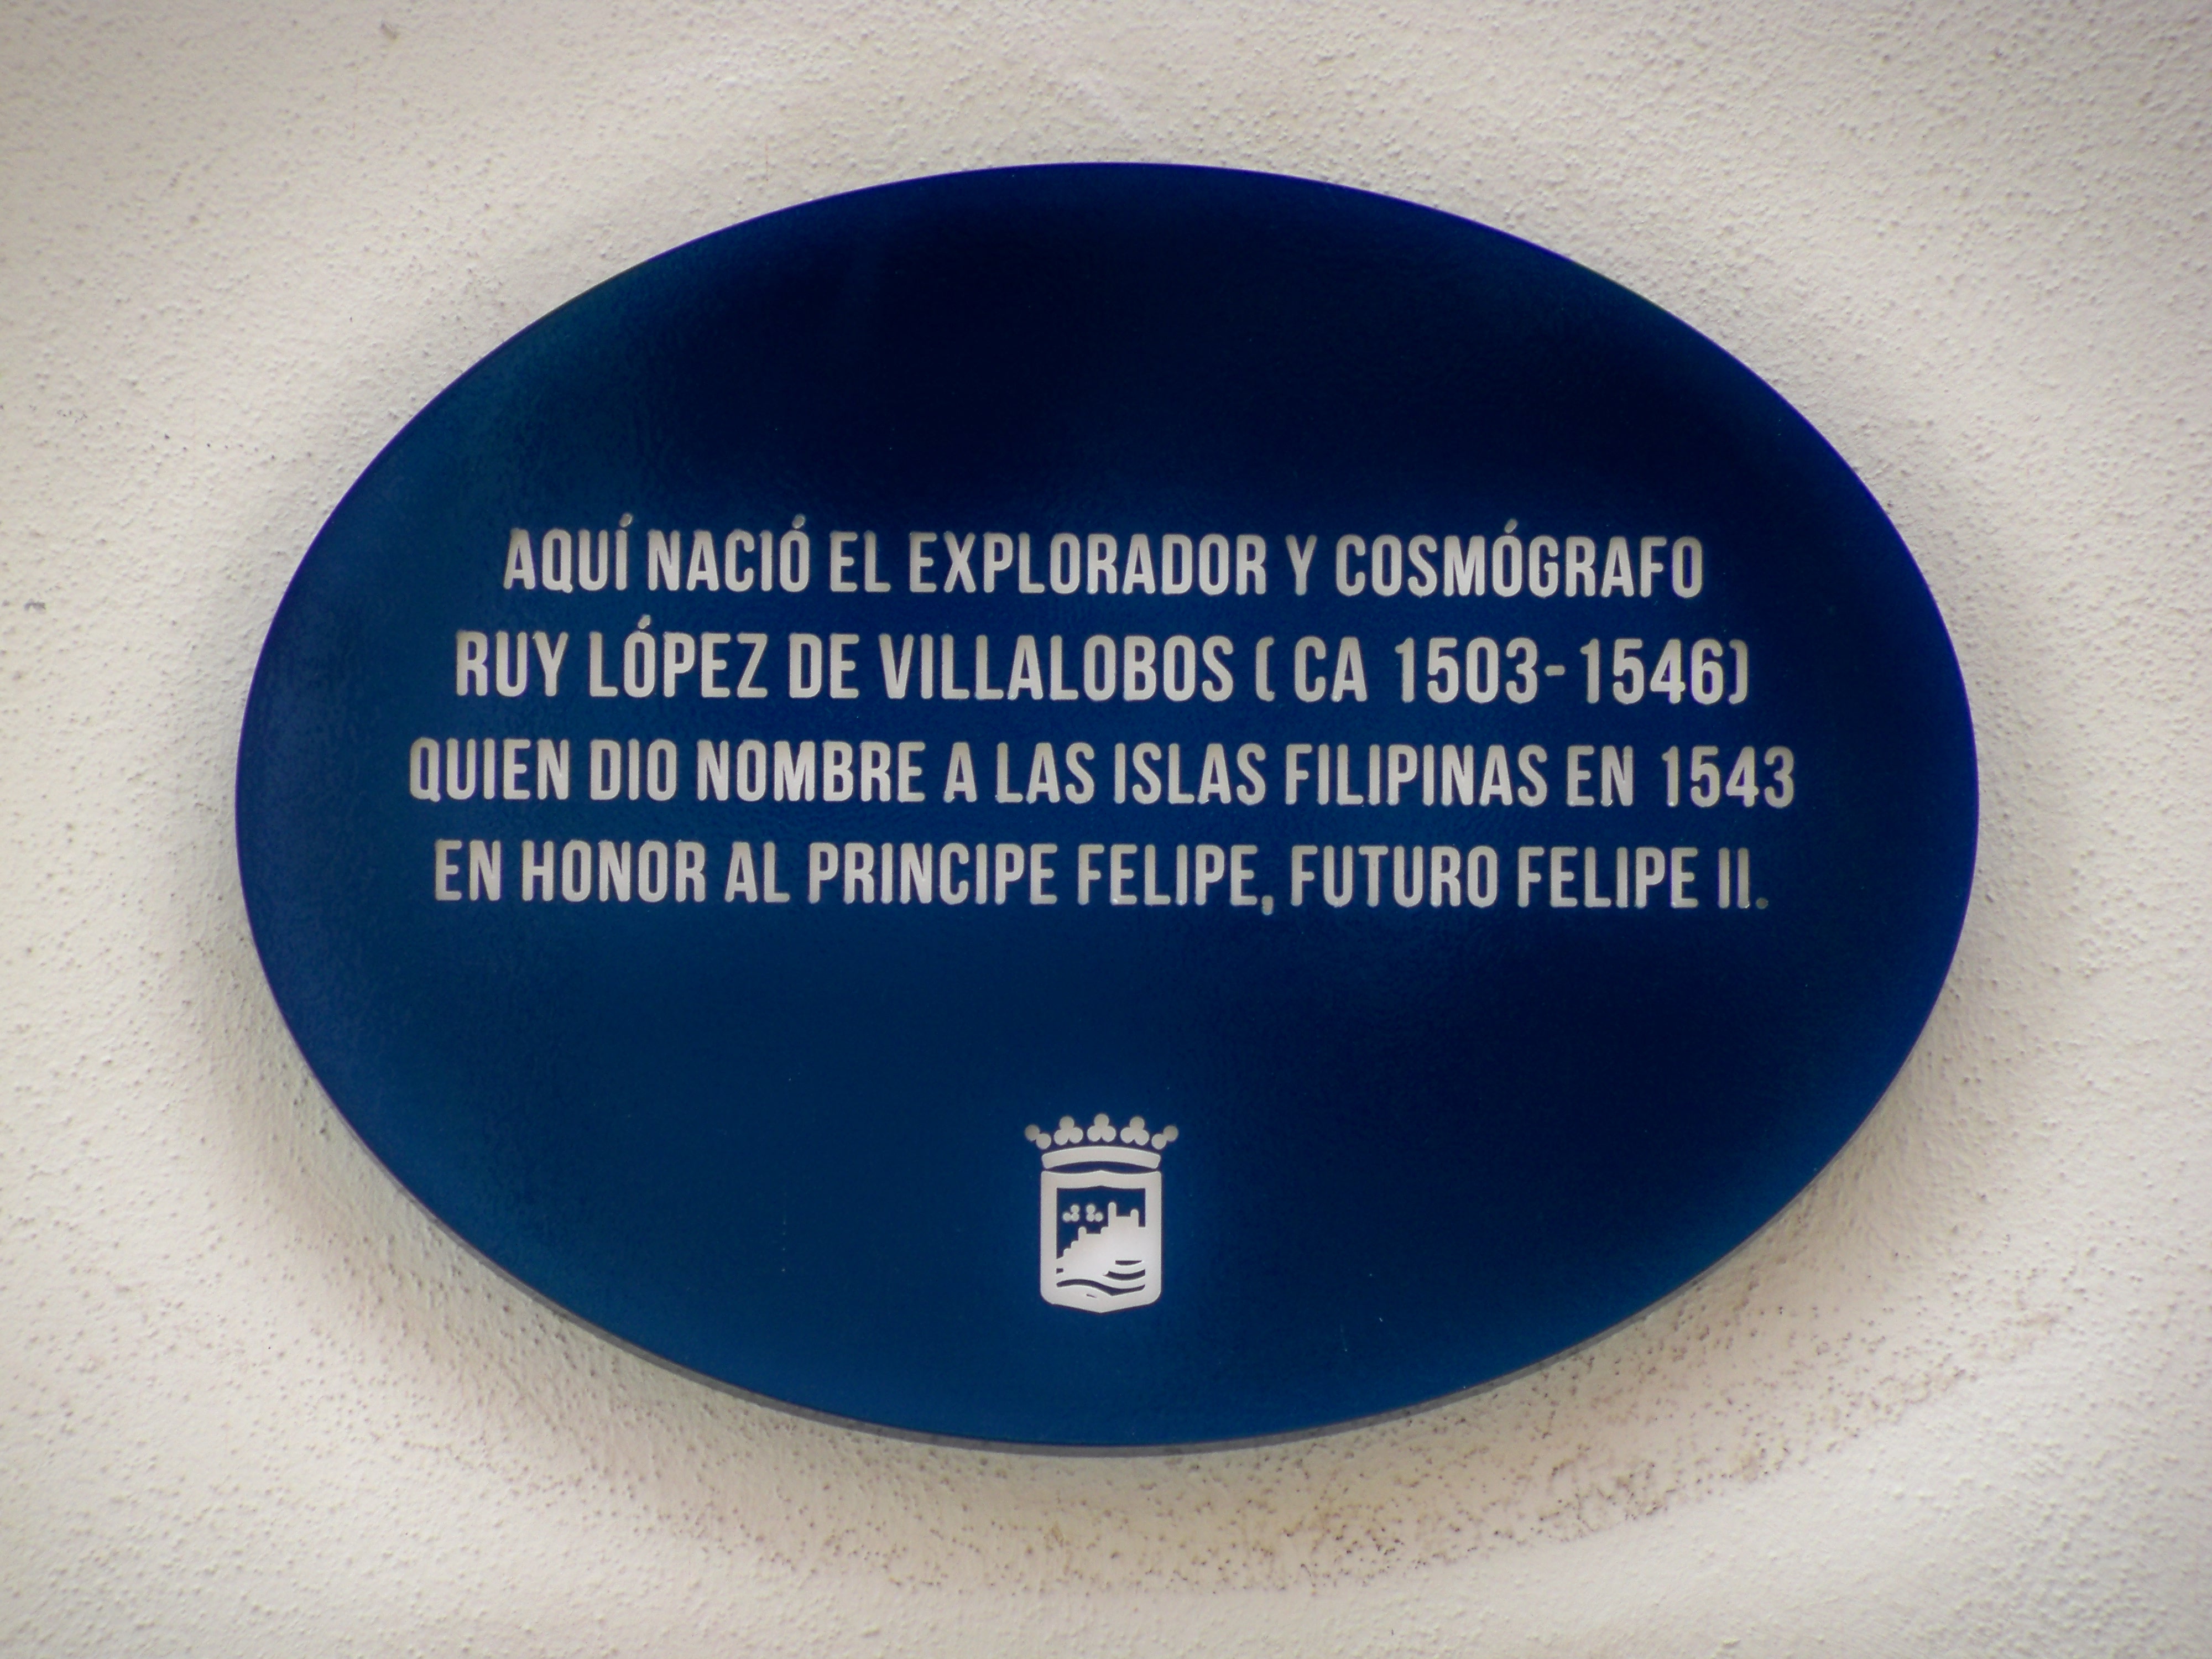 AQUÍ NACIÓ EL EXPLORADOR Y COSMÓGRAFO
RUY LÓPEZ DE VILLALOBOS ( CA 1503-1546)
QUIEN DIO NOMBRE A LAS ISLAS FILIPINAS EN 1543
EN HONOR AL PRINCIPE FELIPE, FUTURO FELIPE II.